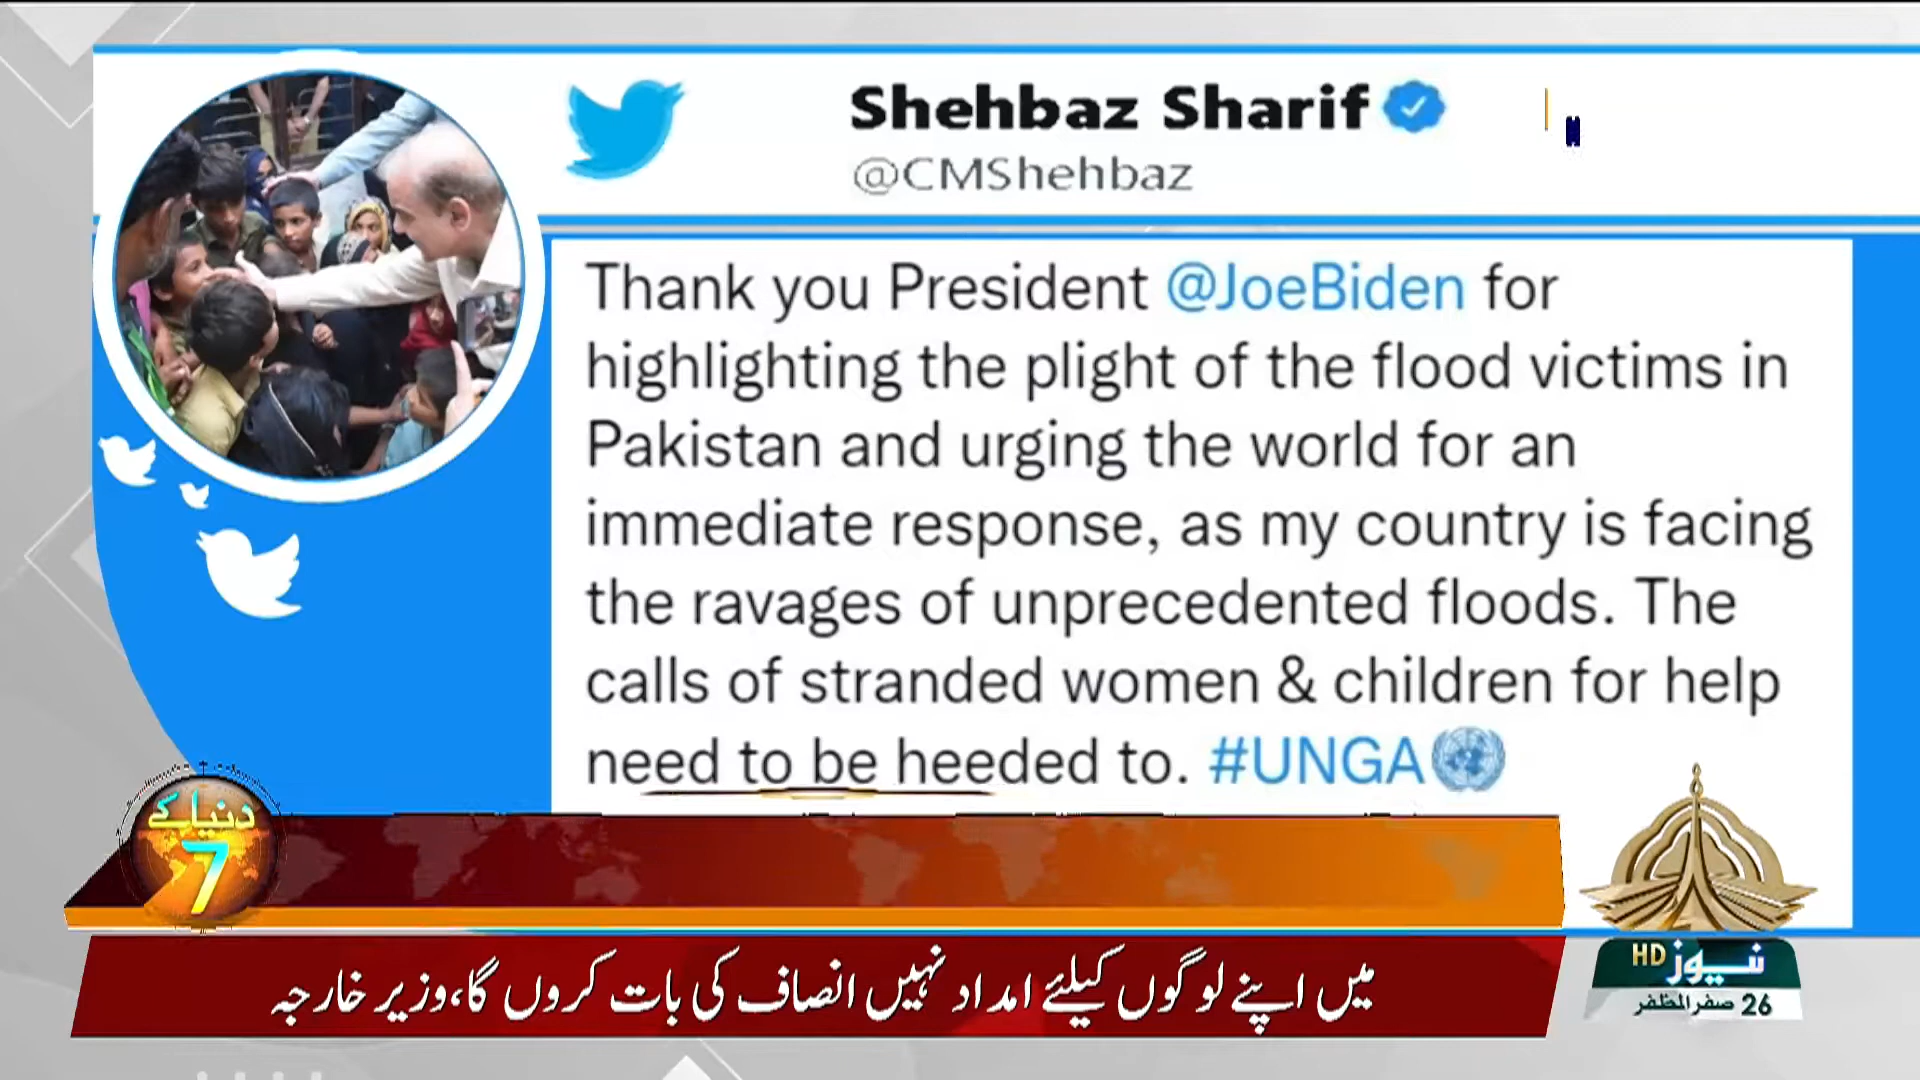 Shehbaz Sharif
@CMShehbaz
Thank you President @JoeBiden for
highlighting the plight of the flood victims in
Pakistan and urging the world for an
immediate response, as my country is facing
the ravages of unprecedented floods. The
calls of stranded women & children for help
need to be heeded to. #UNGA
دنیا کے
7
میں اپنے لوگوں کیلئے امداد نہیں انصاف کی بات کروں گا،وزیر خارجہ
نیوز HD
26 صفر المظفر